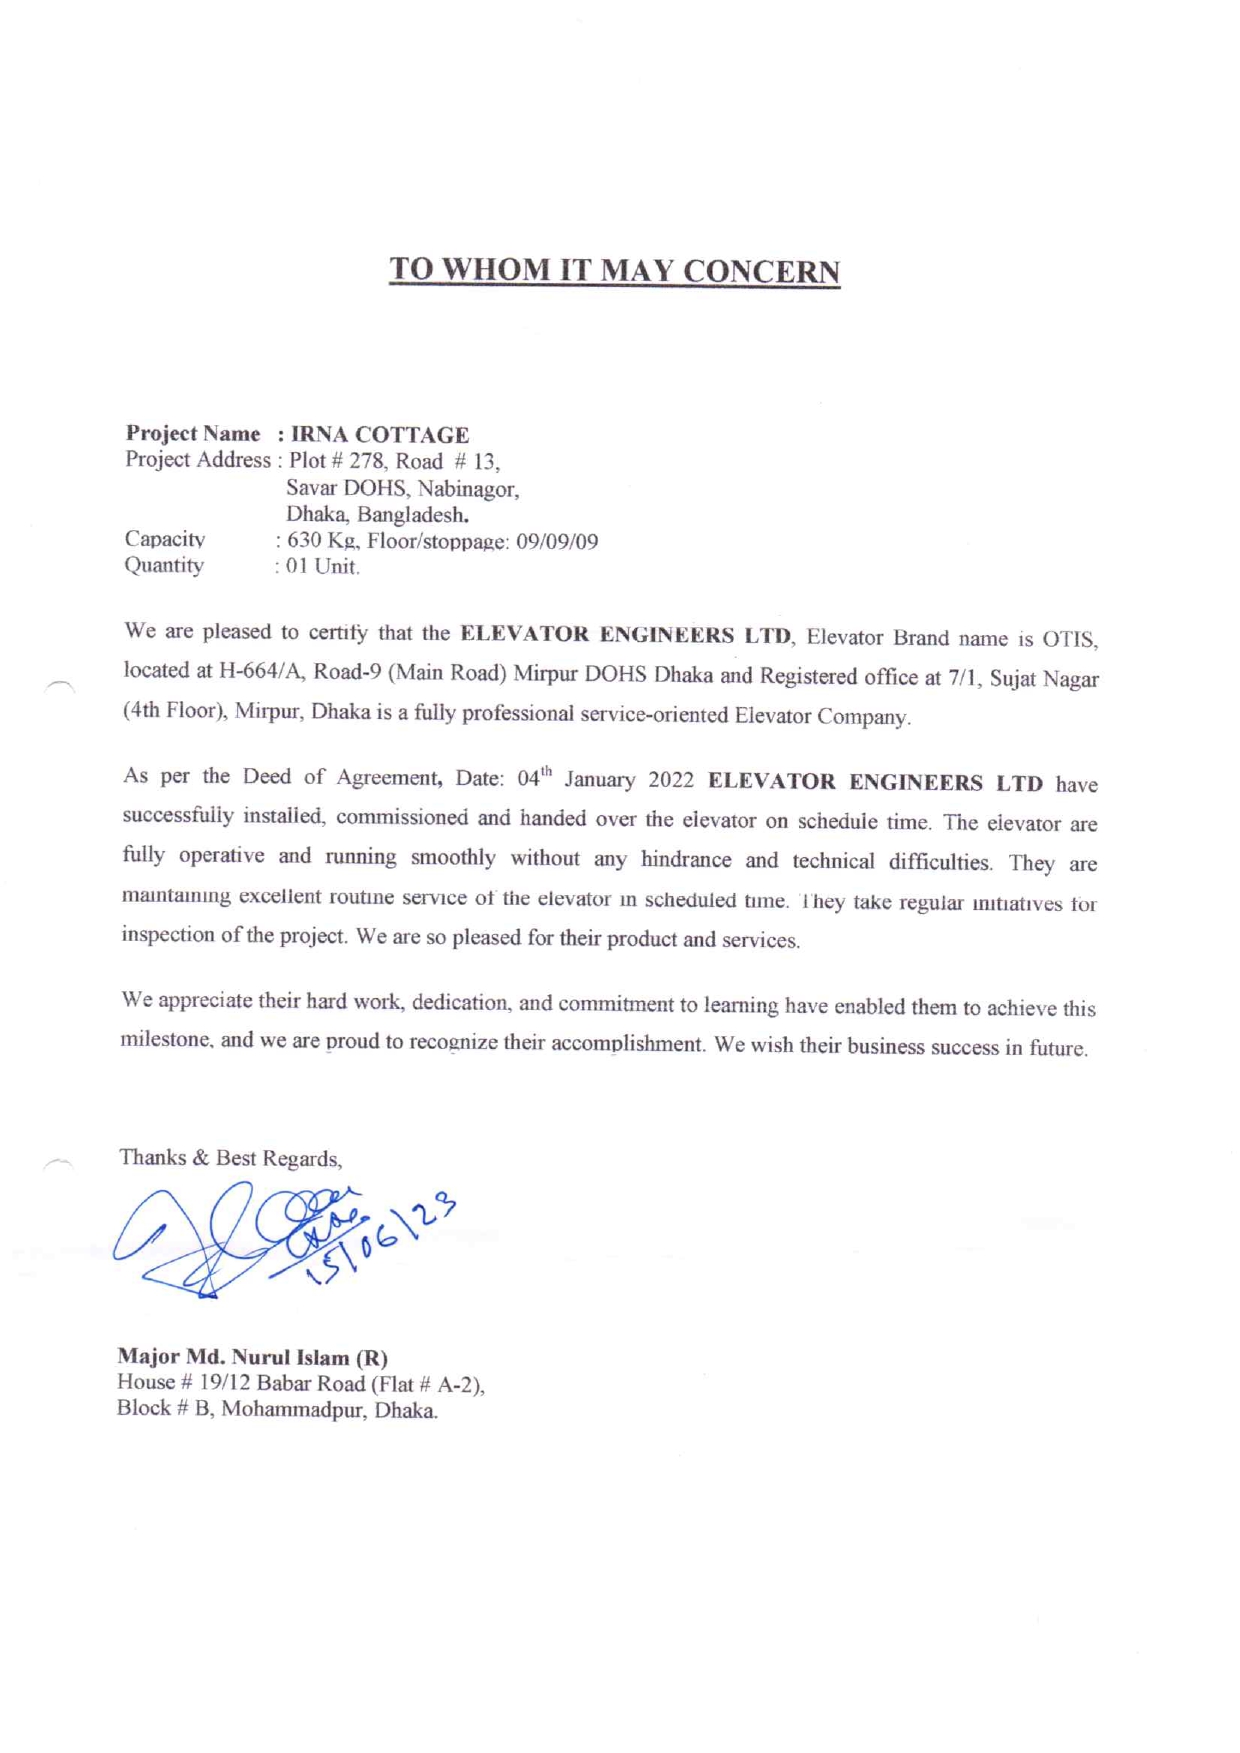 TO WHOM IT MAY CONCERN
Project Name : IRNA COTTAGE
Project Address : Plot # 278, Road # 13,
Savar DOHS, Nabinagor,
Dhaka, Bangladesh.
Capacity : 630 Kg, Floor/stoppage: 09/09/09
Quantity : 01 Unit.
We are pleased to certify that the ELEVATOR ENGINEERS LTD, Elevator Brand name is OTIS,
located at H-664/A, Road-9 (Main Road) Mirpur DOHS Dhaka and Registered office at 7/1, Sujat Nagar
(4th Floor), Mirpur, Dhaka is a fully professional service-oriented Elevator Company.
As per the Deed of Agreement, Date: 04th January 2022 ELEVATOR ENGINEERS LTD have
successfully installed, commissioned and handed over the elevator on schedule time. The elevator are
fully operative and running smoothly without any hindrance and technical difficulties. They are
maintaining excellent routine service of the elevator in scheduled time. They take regular initiatives for
inspection of the project. We are so pleased for their product and services.
We appreciate their hard work, dedication, and commitment to learning have enabled them to achieve this
milestone, and we are proud to recognize their accomplishment. We wish their business success in future.
Thanks & Best Regards,
15/06/23
Major Md. Nurul Islam (R)
House # 19/12 Babar Road (Flat # A-2),
Block # B, Mohammadpur, Dhaka.